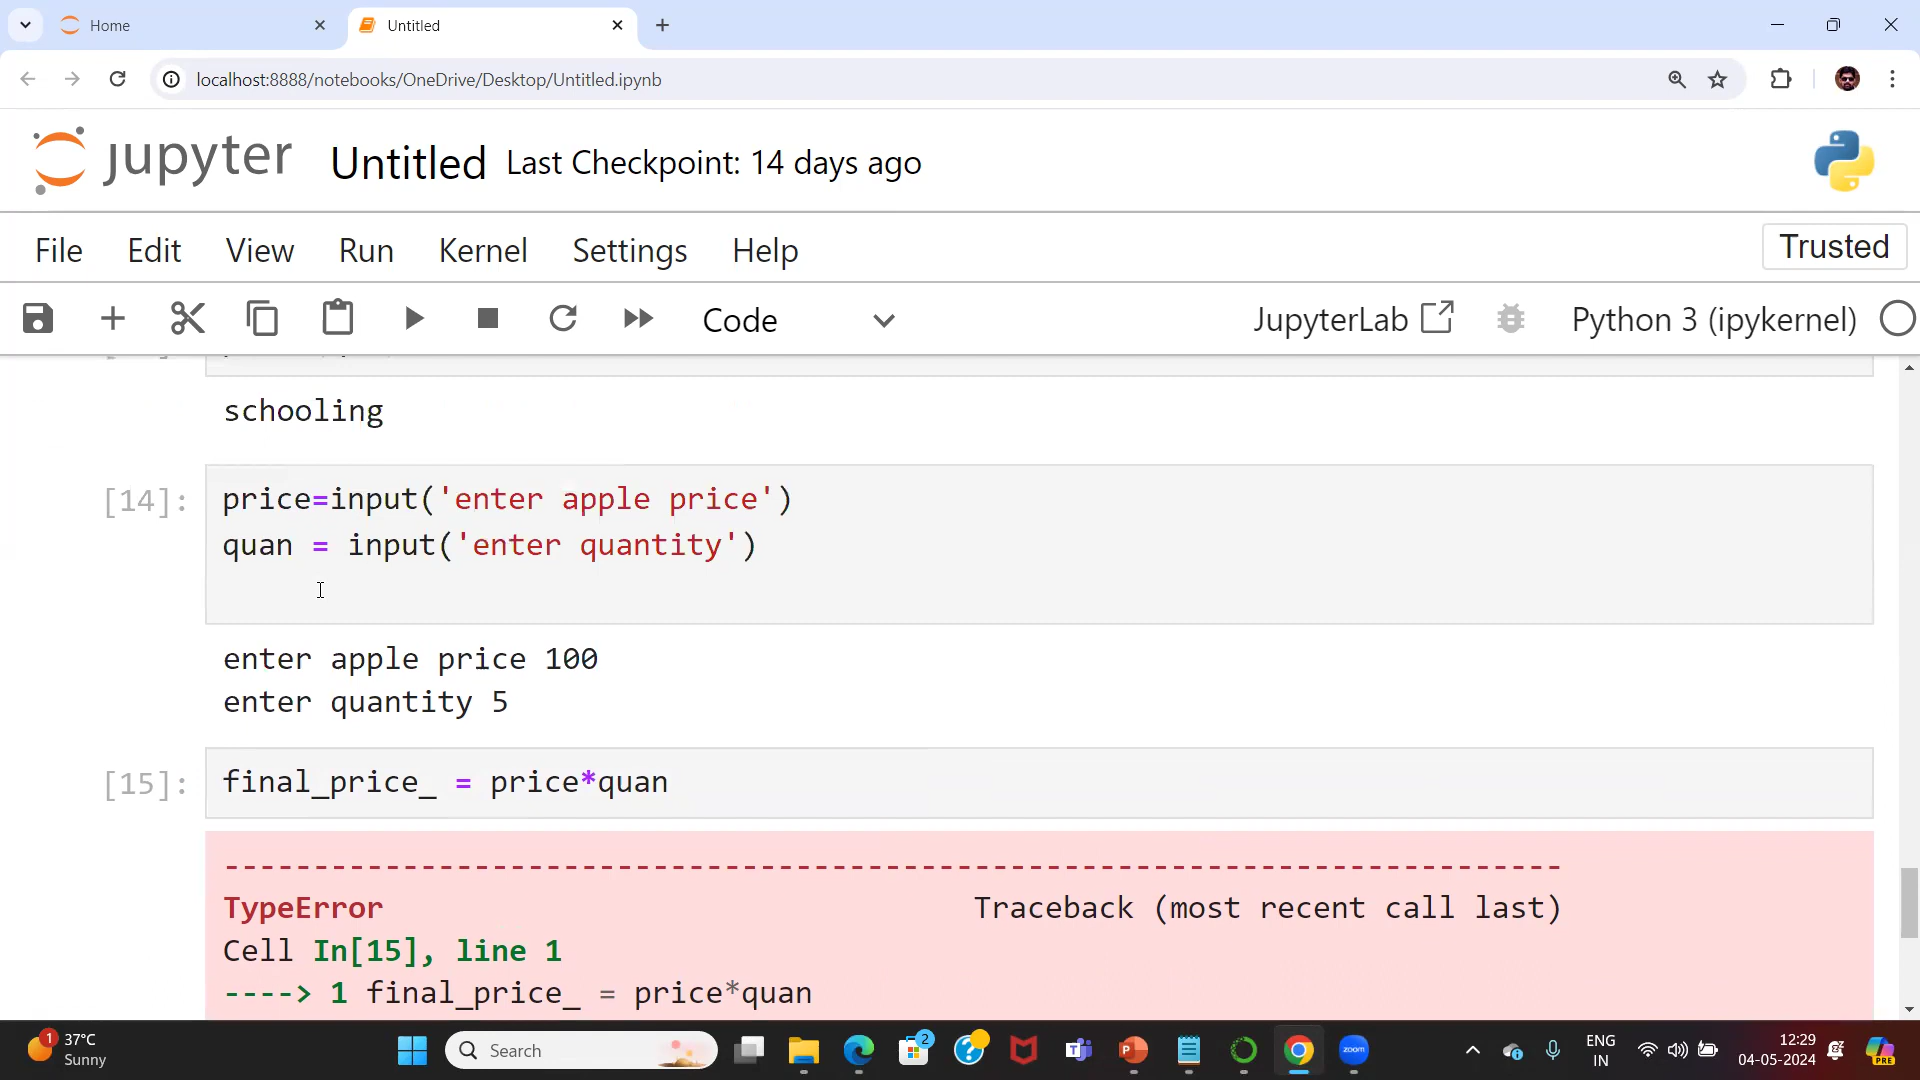 Home
Untitled
localhost:8888/notebooks/OneDrive/Desktop/Untitled.ipynb
jupyter Untitled Last Checkpoint: 14 days ago
File Edit View Run Kernel Settings Help Trusted
Code JupyterLab Python 3 (ipykernel)
schooling
[14]: price=input('enter apple price')
quan = input('enter quantity')
enter apple price 100
enter quantity 5
[15]: final_price_ = price*quan
---------------------------------------------------------------------------
TypeError Traceback (most recent call last)
Cell In[15], line 1
----> 1 final_price_ = price*quan
1 37°C
Sunny
Search
2
zoom
ENG
IN
12:29
04-05-2024
PRE